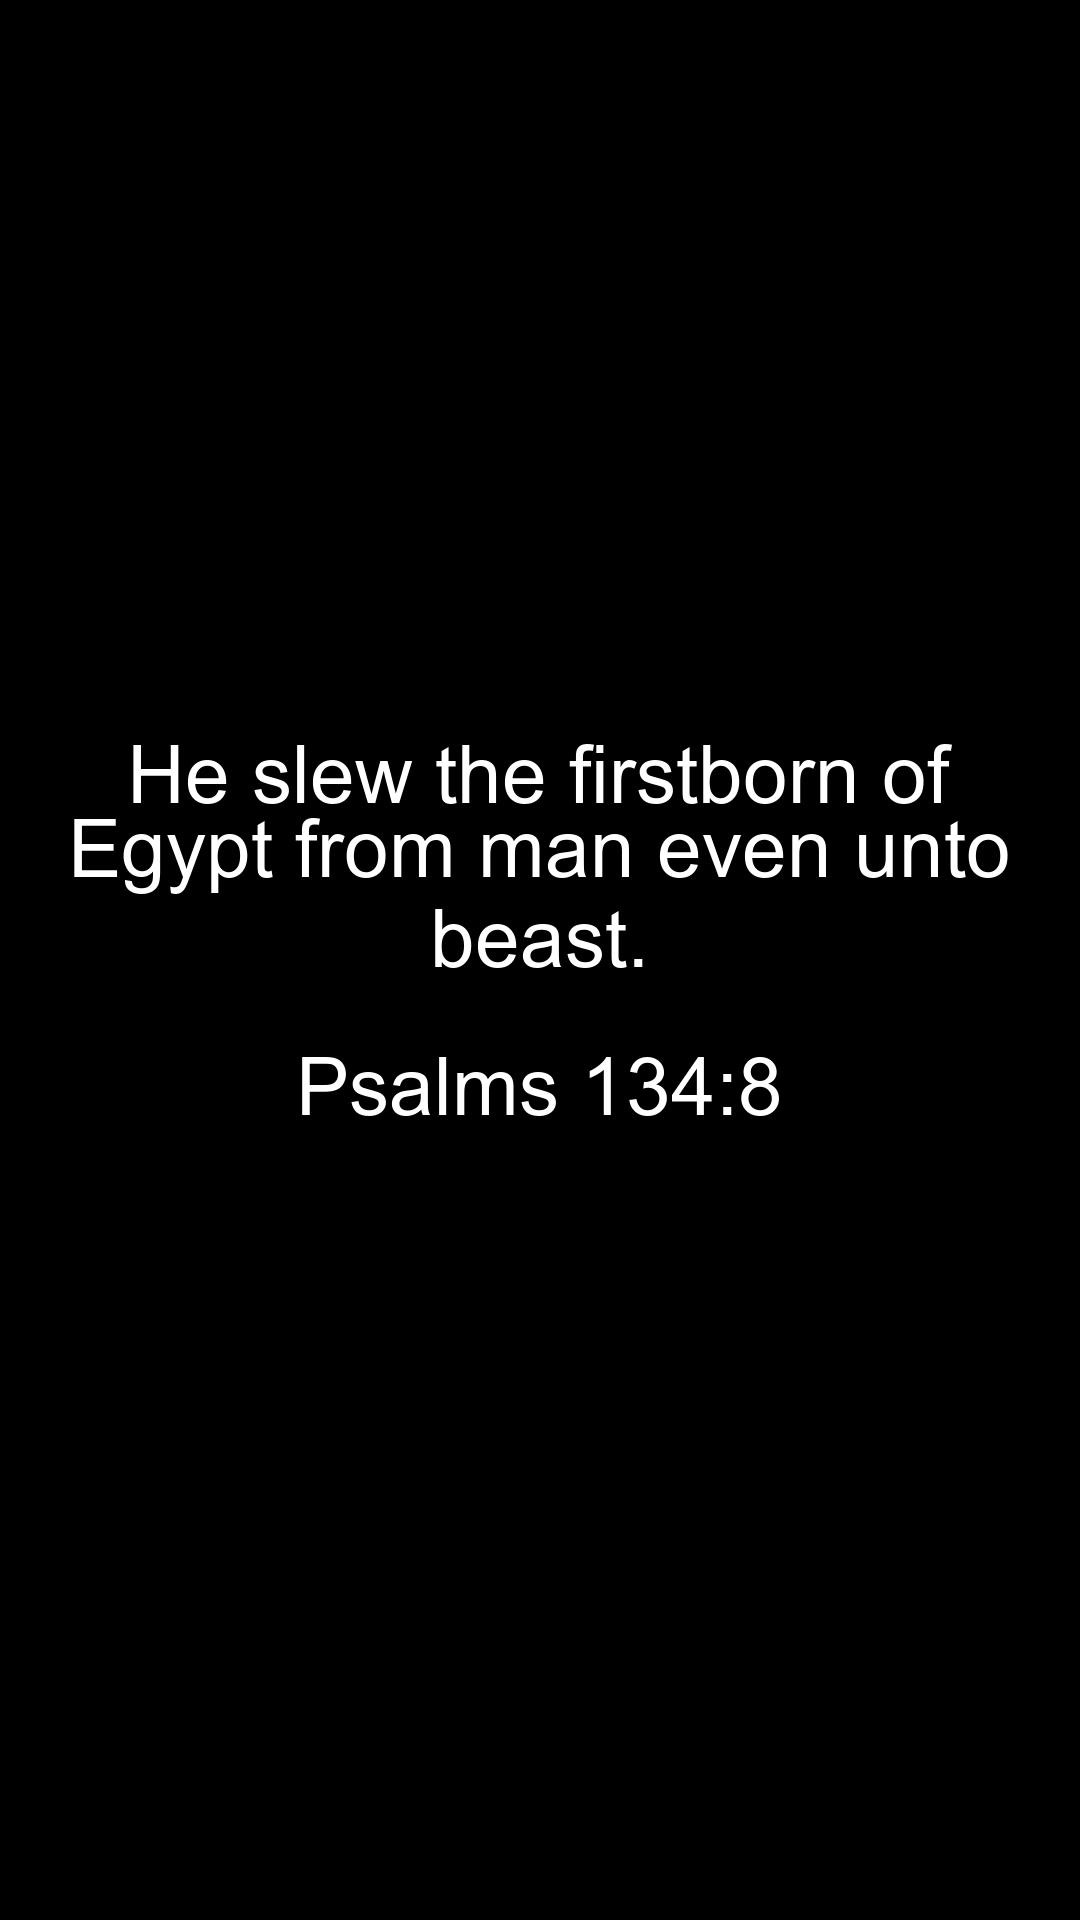 He slew the firstborn of
Egypt from man even unto
beast.
Psalms 134:8